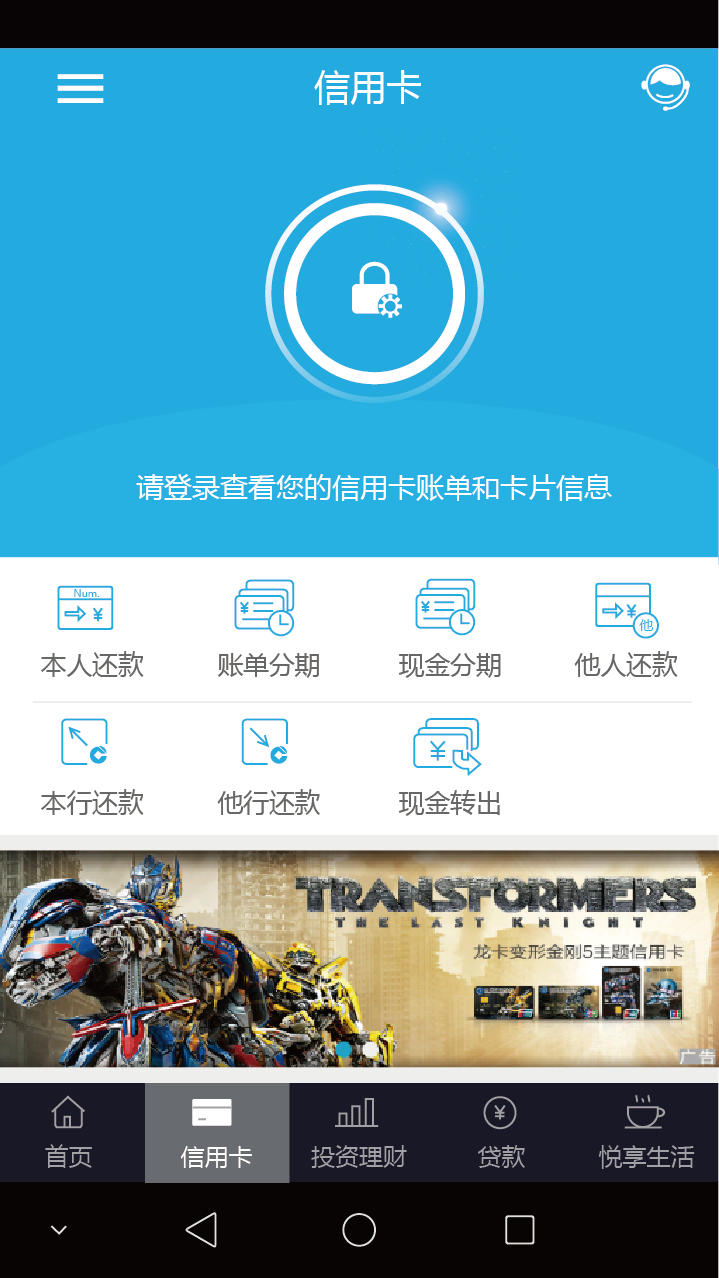 信用卡
请登录查看您的信用卡账单和卡片信息
Num.
¥
¥
¥
¥
他
本人还款
账单分期
现金分期
他人还款
¥
本行还款
他行还款
现金转出
TRANSFORMERS
THE LAST KNIGHT
龙卡变形金刚5主题信用卡
广告
¥
首页
信用卡
投资理财
贷款
悦享生活